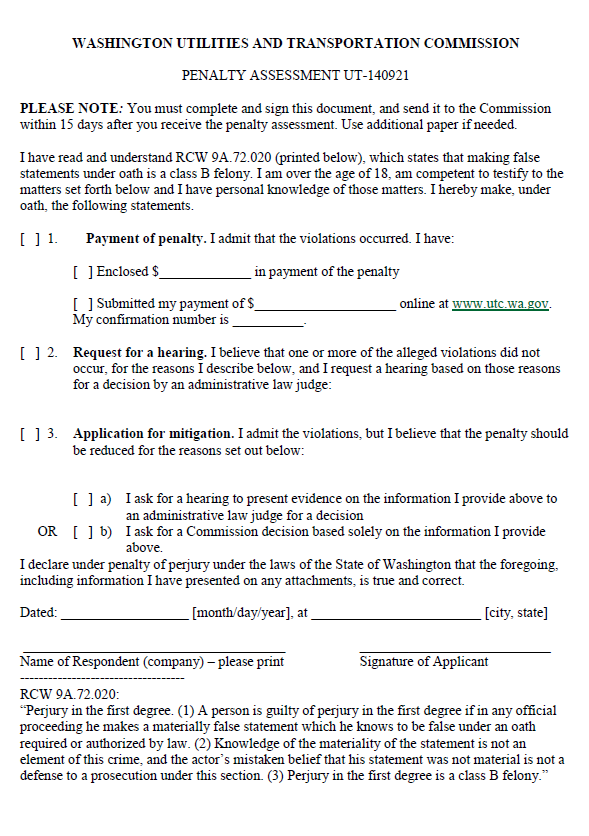 WASHINGTON UTILITIES AND TRANSPORTATION COMMISSION
PENALTY ASSESSMENT UT-140921
PLEASE NOTE: You must complete and sign this document, and send it to the Commission
within 15 days after you receive the penalty assessment. Use additional paper if needed.
I have read and understand RCW 9A.72.020 (printed below), which states that making false
statements under oath is a class B felony. I am over the age of 18, am competent to testify to the
matters set forth below and I have personal knowledge of those matters. I hereby make, under
oath, the following statements.
[ ] 1. Payment of penalty. I admit that the violations occurred. I have:
[ ] Enclosed $_____________ in payment of the penalty
[ ] Submitted my payment of $____________________ online at www.utc.wa.gov.
My confirmation number is __________.
[ ] 2. Request for a hearing. I believe that one or more of the alleged violations did not
occur, for the reasons I describe below, and I request a hearing based on those reasons
for a decision by an administrative law judge:
[ ] 3. Application for mitigation. I admit the violations, but I believe that the penalty should
be reduced for the reasons set out below:
[ ] a) I ask for a hearing to present evidence on the information I provide above to
an administrative law judge for a decision
OR [ ] b) I ask for a Commission decision based solely on the information I provide
above.
I declare under penalty of perjury under the laws of the State of Washington that the foregoing,
including information I have presented on any attachments, is true and correct.
Dated: __________________ [month/day/year], at ________________________ [city, state]
_____________________________________ ___________________________
Name of Respondent (company) – please print Signature of Applicant
-----------------------------------
RCW 9A.72.020:
“Perjury in the first degree. (1) A person is guilty of perjury in the first degree if in any official
proceeding he makes a materially false statement which he knows to be false under an oath
required or authorized by law. (2) Knowledge of the materiality of the statement is not an
element of this crime, and the actor’s mistaken belief that his statement was not material is not a
defense to a prosecution under this section. (3) Perjury in the first degree is a class B felony.”